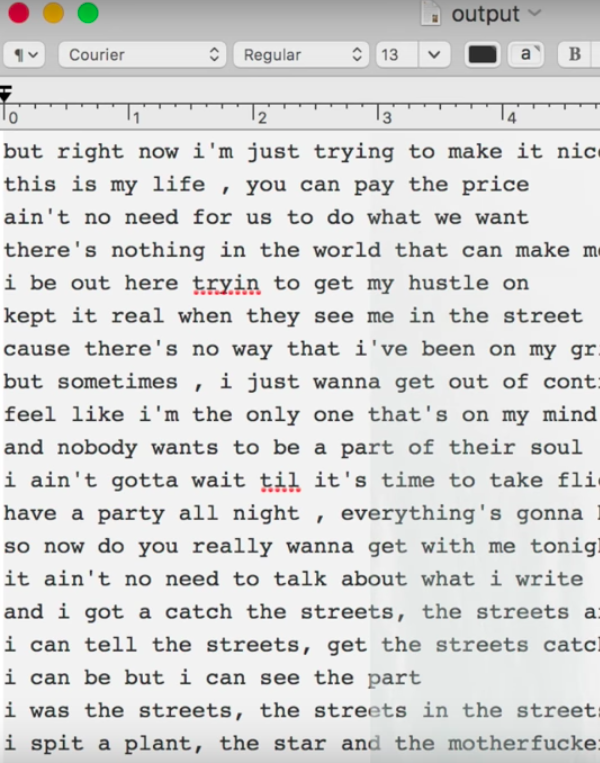 output
¶ Courier Regular 13 a B
0 1 2 3 4
but right now i'm just trying to make it
this is my life , you can pay the price
ain't no need for us to do what we want
there's nothing in the world that can make
i be out here tryin to get my hustle on
kept it real when they see me in the street
cause there's no way that i've been on my
but sometimes , i just wanna get out of
feel like i'm the only one that's on my mind
and nobody wants to be a part of their soul
i ain't gotta wait til it's time to take
have a party all night , everything's gonna
so now do you really wanna get with me
it ain't no need to talk about what i write
and i got a catch the streets, the streets
i can tell the streets, get the streets
i can be but i can see the part
i was the streets, the streets in the
i spit a plant, the star and the